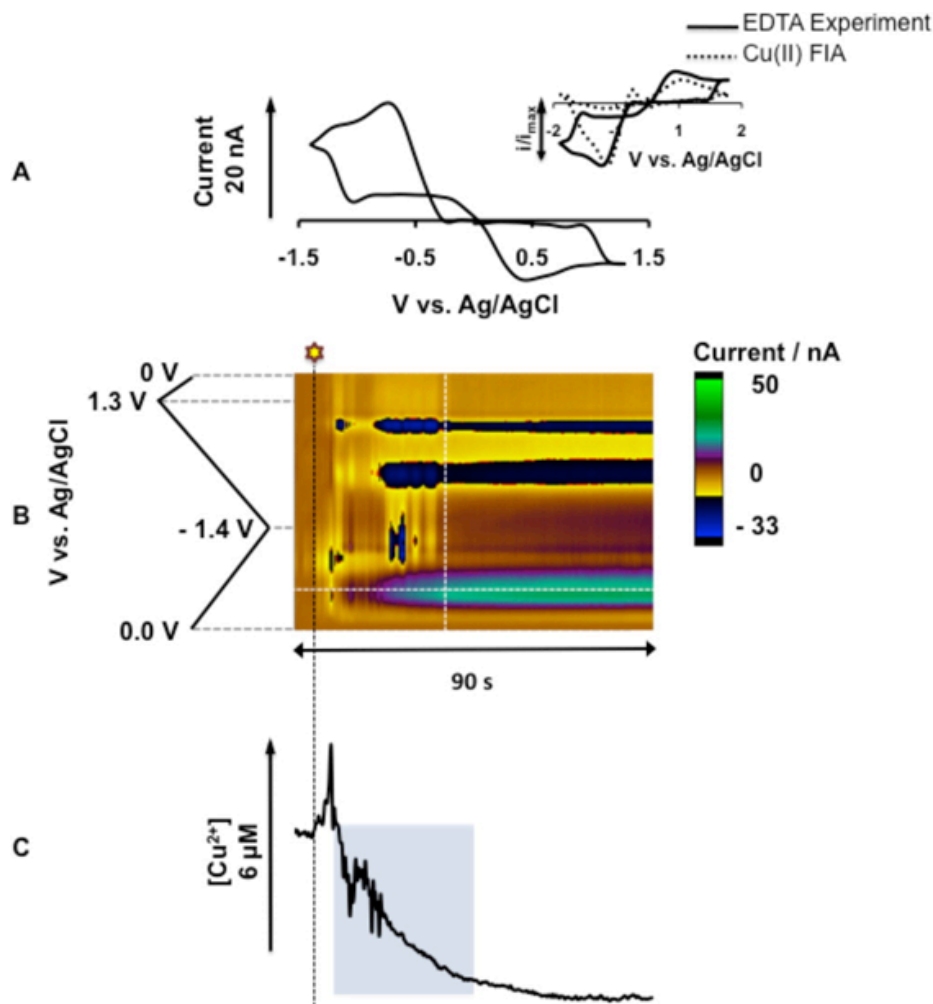 EDTA Experiment
Cu(II) FIA
A
Current
20 nA
i/imax
-2
1
2
V vs. Ag/AgCl
-1.5
-0.5
0.5
1.5
V vs. Ag/AgCl
B
V vs. Ag/AgCl
0 V
1.3 V
- 1.4 V
0.0 V
Current / nA
50
0
- 33
90 s
C
[Cu²⁺]
6 μM